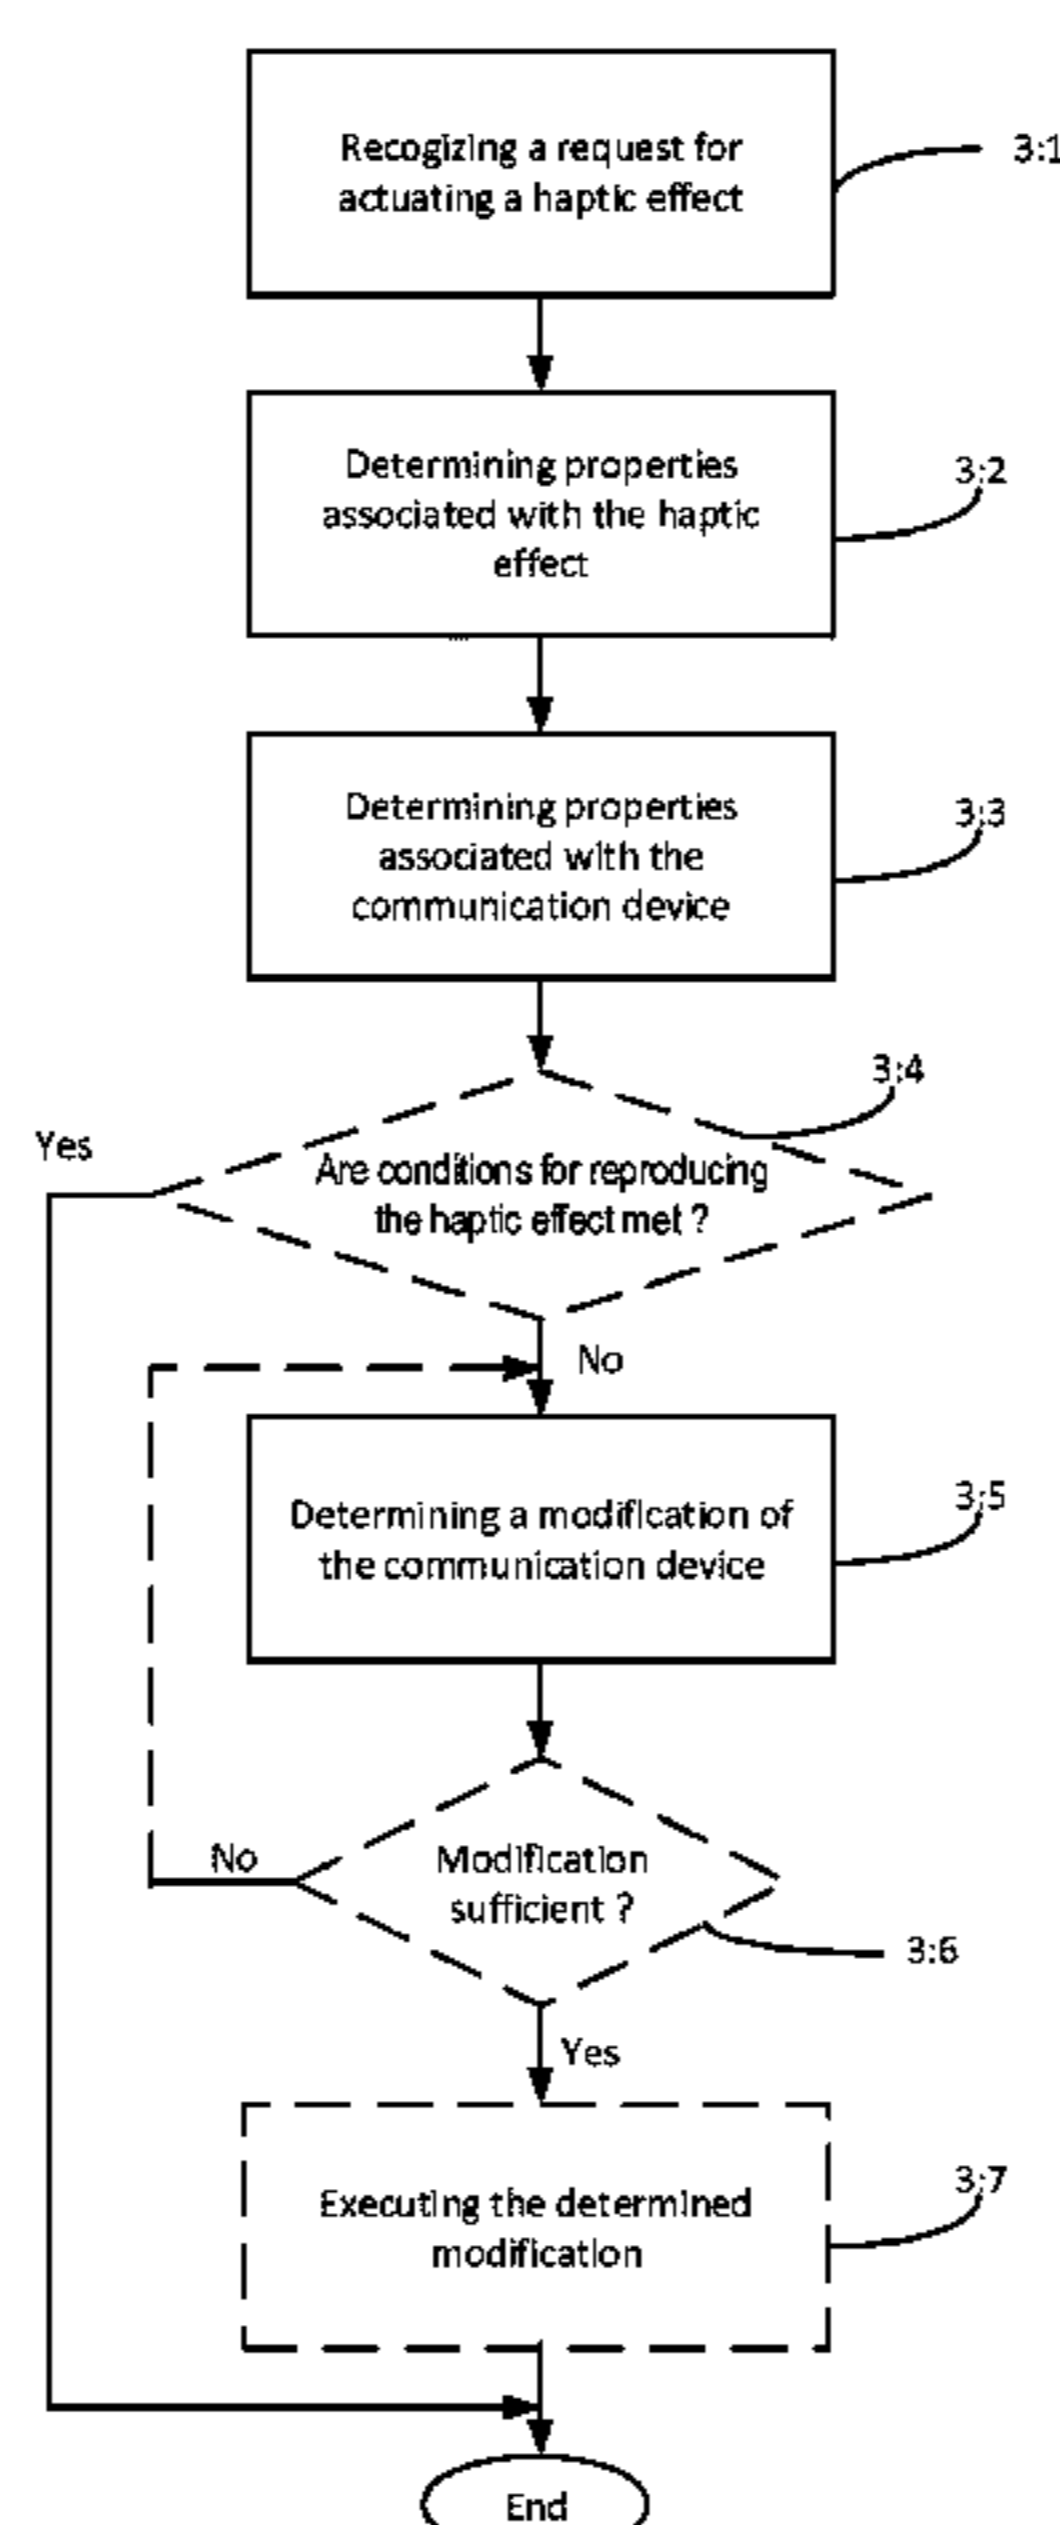 Recogizing a request for
actuating a haptic effect
3:1
Determining properties
associated with the haptic
effect
3:2
Determining properties
associated with the
communication device
3:3
3:4
Yes
Are conditions for reproducing
the haptic effect met ?
No
Determining a modification of
the communication device
3:5
No
Modification
sufficient ?
3:6
Yes
Executing the determined
modification
3:7
End